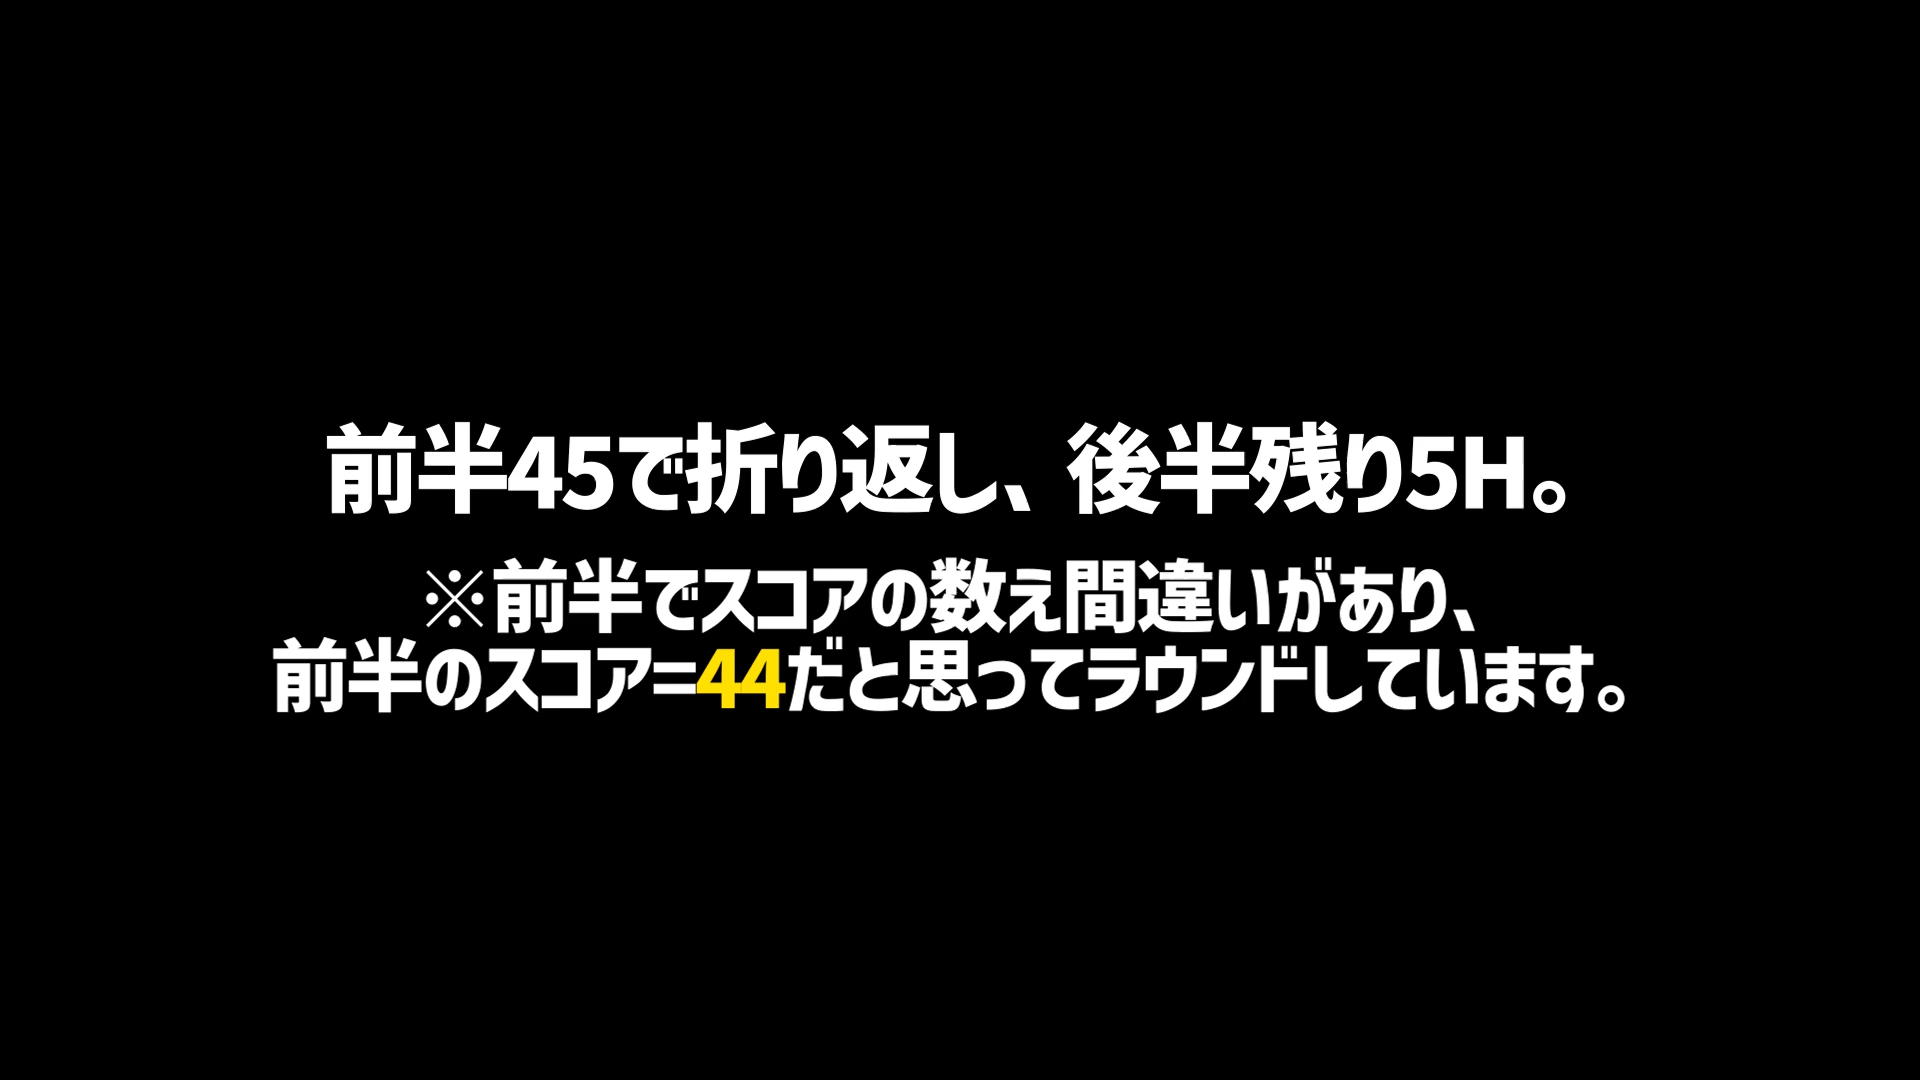 前半45で折り返し、後半残り5H。
※前半でスコアの数え間違いがあり、
前半のスコア=44だと思ってラウンドしています。